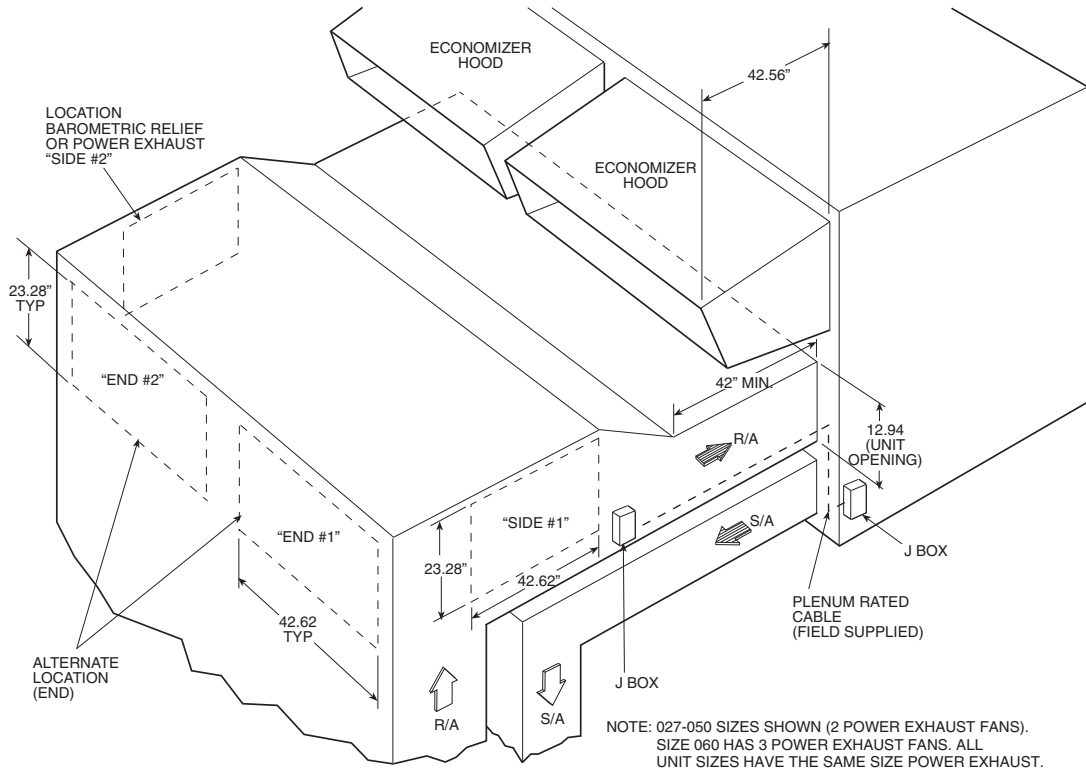 ECONOMIZER
HOOD
42.56"
LOCATION
BAROMETRIC RELIEF
OR POWER EXHAUST
“SIDE #2”
ECONOMIZER
HOOD
23.28”
TYP
“END #2”
42” MIN.
R/A
12.94
(UNIT
OPENING)
“END #1”
“SIDE #1”
S/A
J BOX
23.28”
42.62”
42.62
TYP
PLENUM RATED
CABLE
(FIELD SUPPLIED)
ALTERNATE
LOCATION
(END)
J BOX
R/A
S/A
NOTE: 027-050 SIZES SHOWN (2 POWER EXHAUST FANS).
SIZE 060 HAS 3 POWER EXHAUST FANS. ALL
UNIT SIZES HAVE THE SAME SIZE POWER EXHAUST.